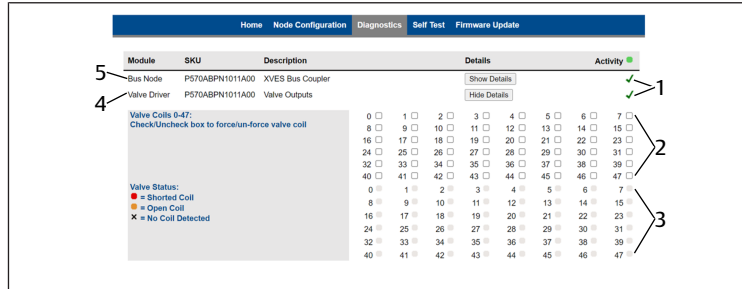 Home Node Configuration Diagnostics Self Test Firmware Update
Module SKU Description Details Activity
5 Bus Node P570ABPN1011A00 XVES Bus Coupler Show Details 1
4 Valve Driver P570ABPN1011A00 Valve Outputs Hide Details
Valve Coils 0-47:
Check/Uncheck box to force/un-force valve coil
0 1 2 3 4 5 6 7
8 9 10 11 12 13 14 15
16 17 18 19 20 21 22 23
24 25 26 27 28 29 30 31
32 33 34 35 36 37 38 39
40 41 42 43 44 45 46 47
2
Valve Status:
= Shorted Coil
= Open Coil
× = No Coil Detected
0 1 2 3 4 5 6 7
8 9 10 11 12 13 14 15
16 17 18 19 20 21 22 23
24 25 26 27 28 29 30 31
32 33 34 35 36 37 38 39
40 41 42 43 44 45 46 47
3